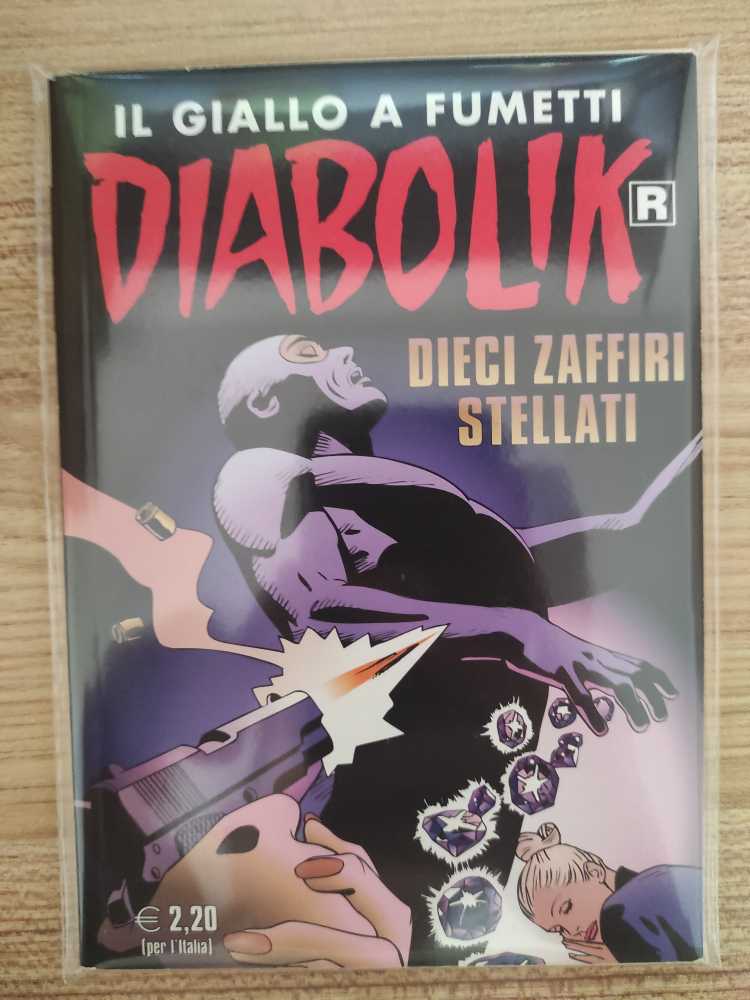 IL GIALLO A FUMETTI
DIABOLIK R
DIECI ZAFFIRI
STELLATI
€ 2,20
(per l'Italia)